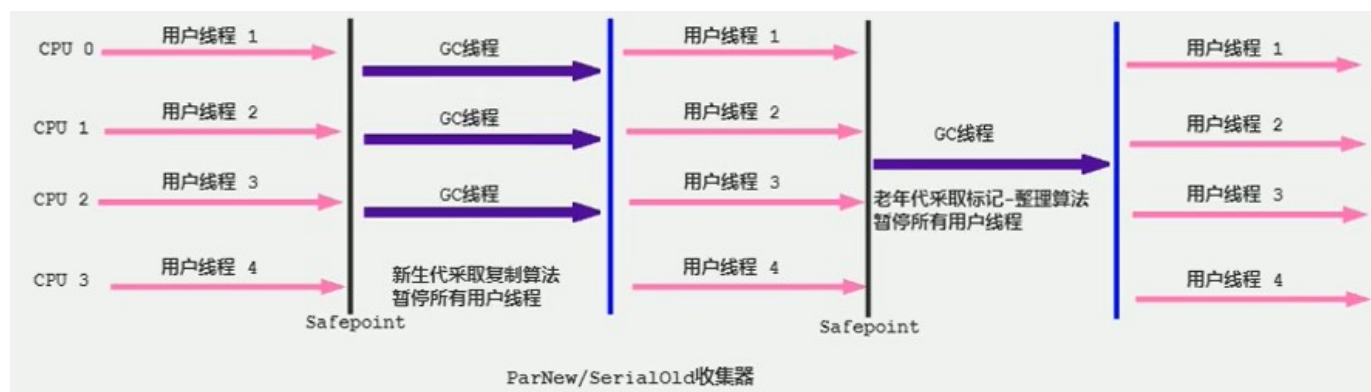 CPU 0
用户线程 1
GC线程
用户线程 1
用户线程 1
CPU 1
用户线程 2
GC线程
用户线程 2
GC线程
用户线程 2
CPU 2
用户线程 3
GC线程
用户线程 3
老年代采取标记-整理算法
暂停所有用户线程
用户线程 3
CPU 3
用户线程 4
新生代采取复制算法
暂停所有用户线程
用户线程 4
用户线程 4
Safepoint
Safepoint
ParNew/SerialOld收集器